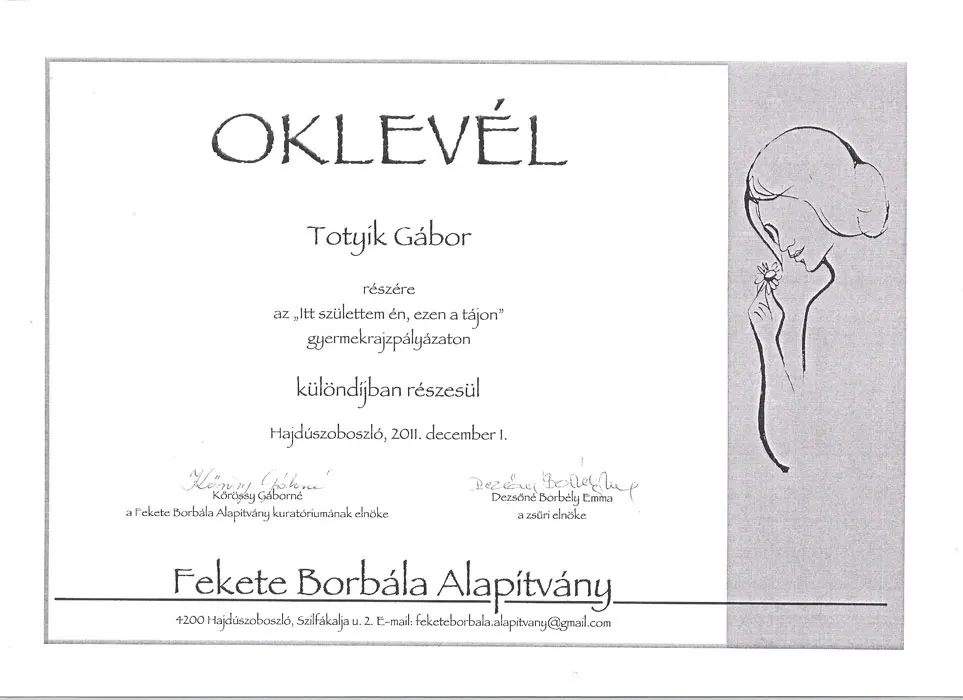 OKLEVÉL
Totyik Gábor
részére
az „Itt születtem én, ezen a tájon”
gyermekrajzpályázaton
különdíjban részesül
Hajdúszoboszló, 2011. december 1.
Kőrössy Gáborné
Dezsőné Borbély Emma
a Fekete Borbála Alapítvány kuratóriumának elnöke
a zsűri elnöke
Fekete Borbála Alapítvány
4200 Hajdúszoboszló, Szilfákalja u. 2. E-mail: feketeborbala.alapitvany@gmail.com